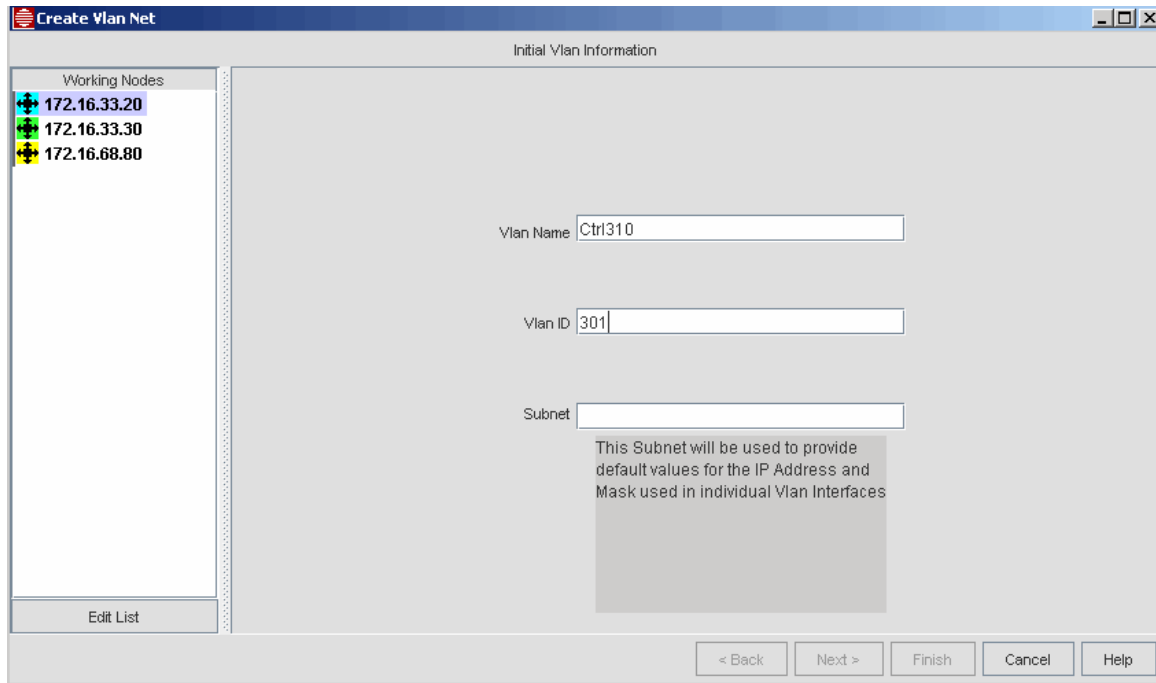 Create Vlan Net
Initial Vlan Information
Working Nodes
172.16.33.20
172.16.33.30
172.16.68.80
Vlan Name Ctrl310
Vlan ID 301
Subnet
This Subnet will be used to provide
default values for the IP Address and
Mask used in individual Vlan Interfaces
Edit List
< Back Next > Finish Cancel Help